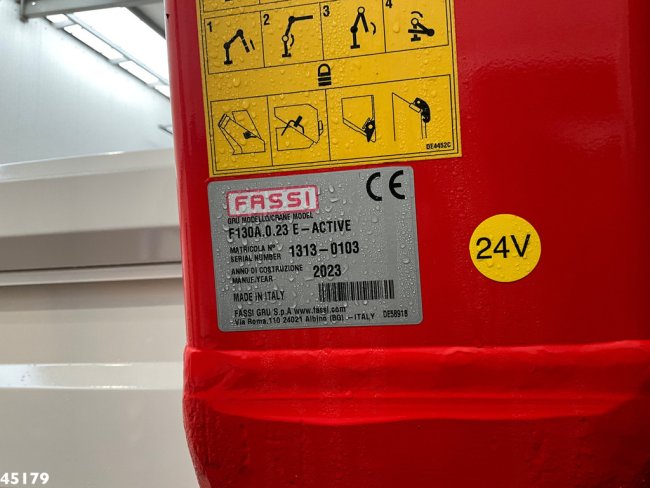 1 2 3 4
DE4452C
FASSI
CE
GRU MODELLO/CRANE MODEL
F130A.0.23 E-ACTIVE
MATRICOLA N°
SERIAL NUMBER 1313-0103
ANNO DI COSTRUZIONE
MANUF.YEAR 2023
MADE IN ITALY
FASSI GRU S.p.A www.fassi.com
Via Roma,110 24021 Albino (BG) -ITALY DE5891B
24V
45179